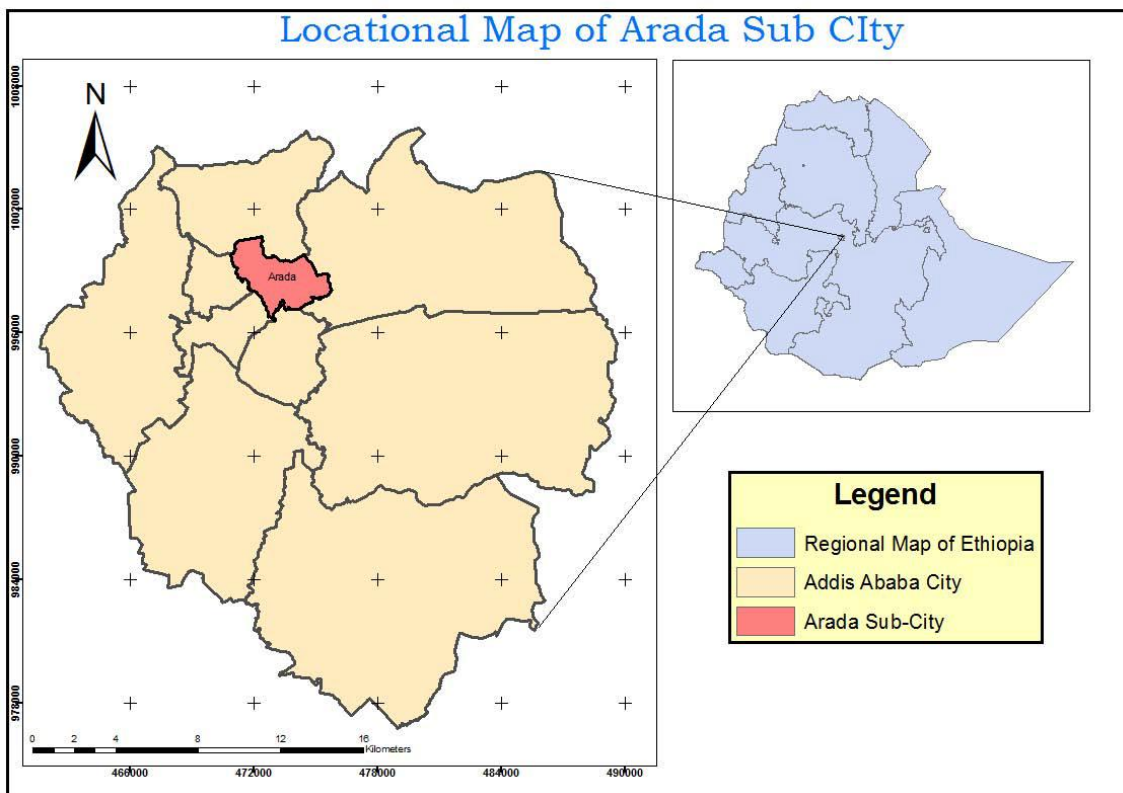 Locational Map of Arada Sub CIty
N
1008000
1002000
996000
990000
984000
978000
Arada
0 2 4 8 12 16
Kilometers
466000 472000 478000 484000 490000
Legend
Regional Map of Ethiopia
Addis Ababa City
Arada Sub-City